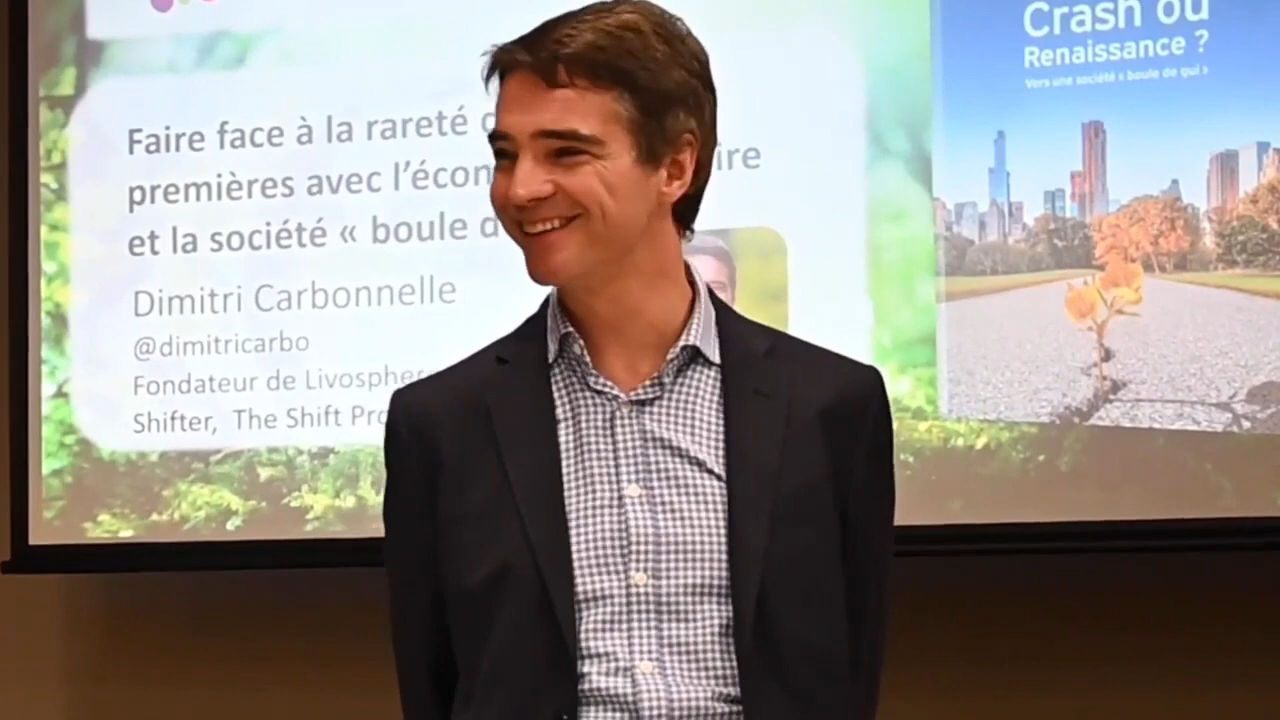 Faire face à la rareté
premières avec l’écon ire
et la société « boule d
Dimitri Carbonnelle
@dimitricarbo
Fondateur de Livospher
Shifter, The Shift Pro
Crash ou
Renaissance ?
Vers une société « boule de qui »